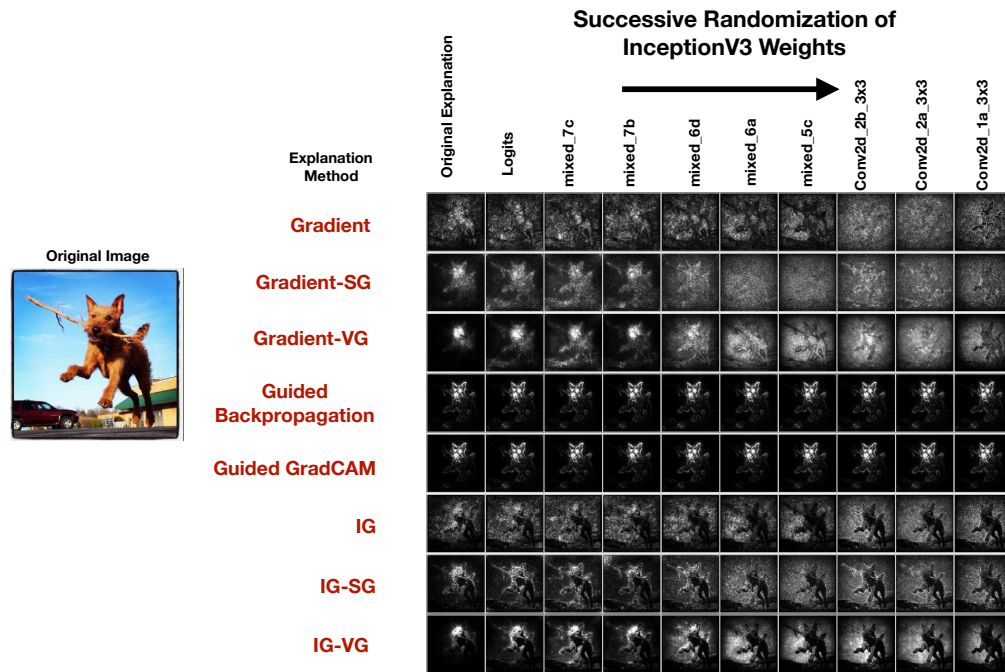 Successive Randomization of
InceptionV3 Weights
Original Explanation
Logits
mixed_7c
mixed_7b
mixed_6d
mixed_6a
mixed_5c
Conv2d_2b_3x3
Conv2d_2a_3x3
Conv2d_1a_3x3
Explanation
Method
Gradient
Original Image
Gradient-SG
Gradient-VG
Guided
Backpropagation
Guided GradCAM
IG
IG-SG
IG-VG